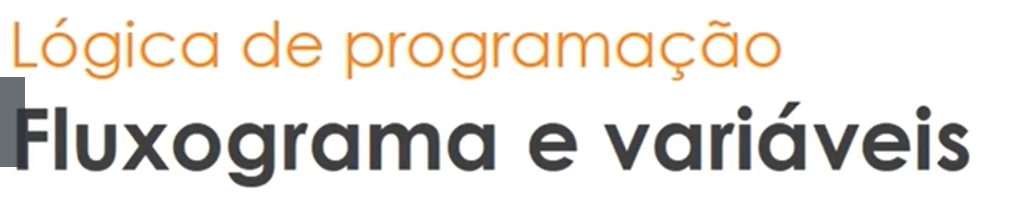 Lógica de programação
Fluxograma e variáveis